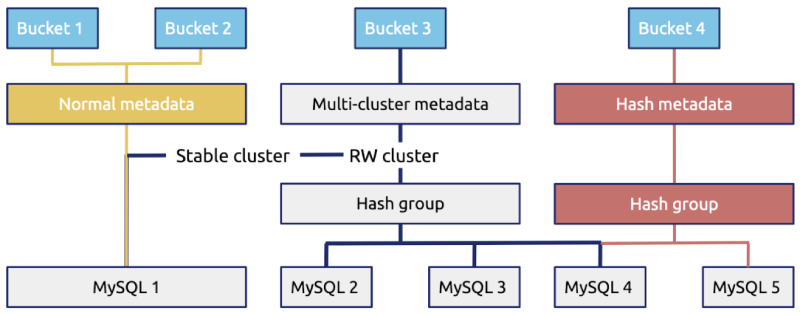 Bucket 1
Bucket 2
Bucket 3
Bucket 4
Normal metadata
Multi-cluster metadata
Hash metadata
Stable cluster
RW cluster
Hash group
Hash group
MySQL 1
MySQL 2
MySQL 3
MySQL 4
MySQL 5